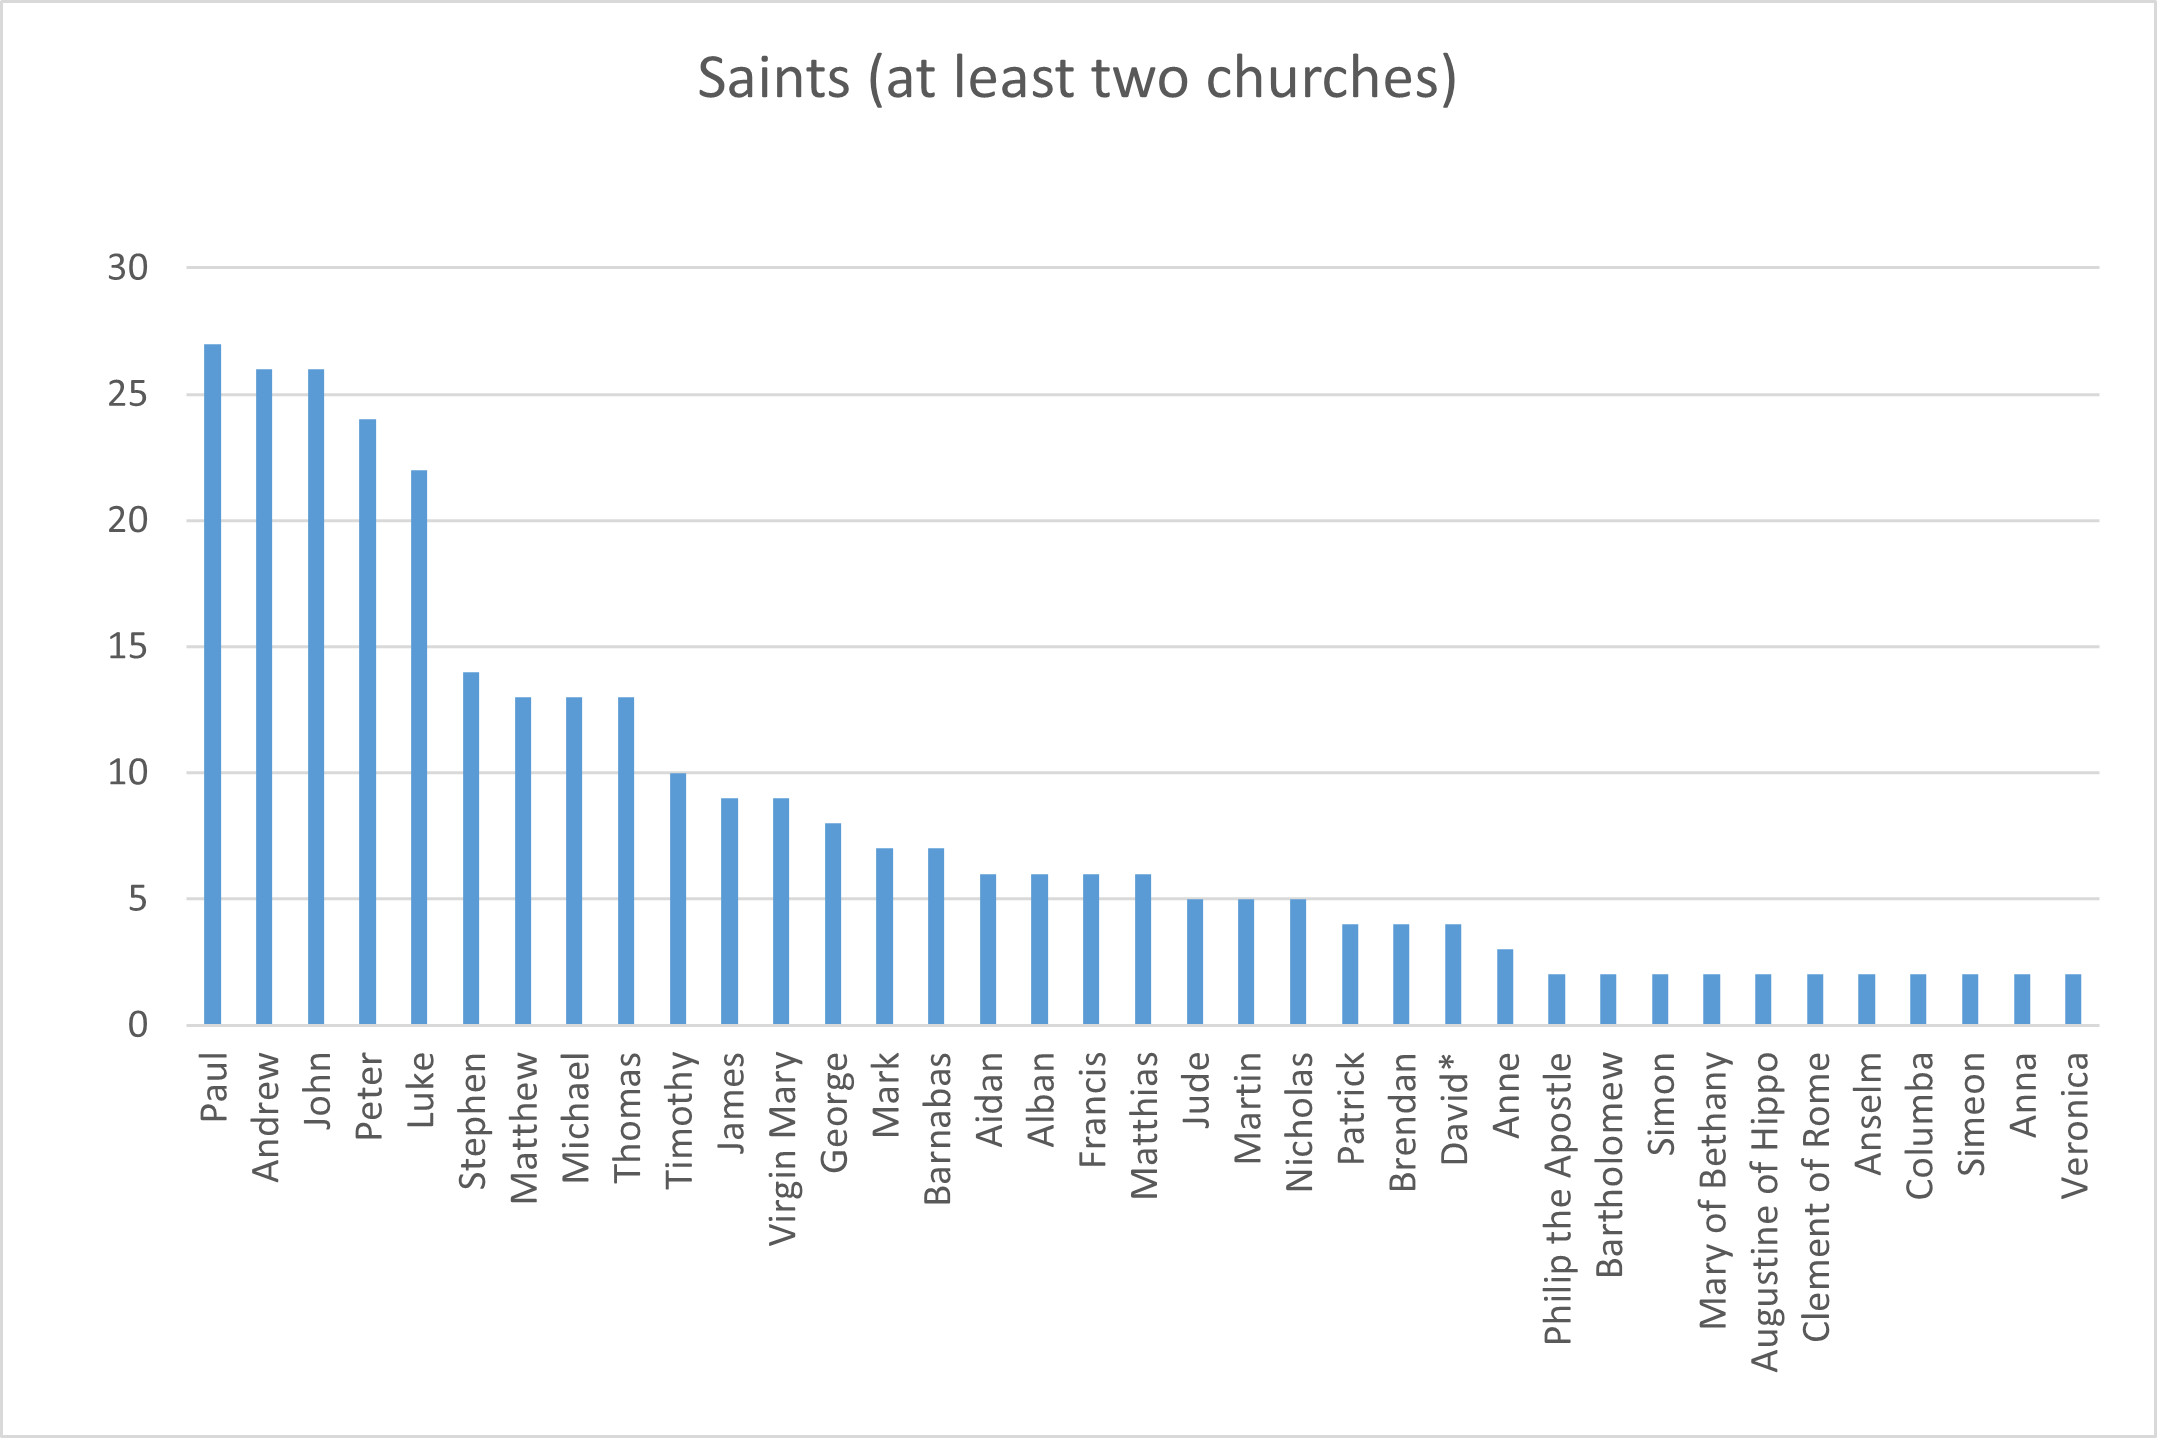 Saints (at least two churches)
30
25
20
15
10
5
0
Paul
Andrew
John
Peter
Luke
Stephen
Matthew
Michael
Thomas
Timothy
James
Virgin Mary
George
Mark
Barnabas
Aidan
Alban
Francis
Matthias
Jude
Martin
Nicholas
Patrick
Brendan
David*
Anne
Philip the Apostle
Bartholomew
Simon
Mary of Bethany
Augustine of Hippo
Clement of Rome
Anselm
Columba
Simeon
Anna
Veronica